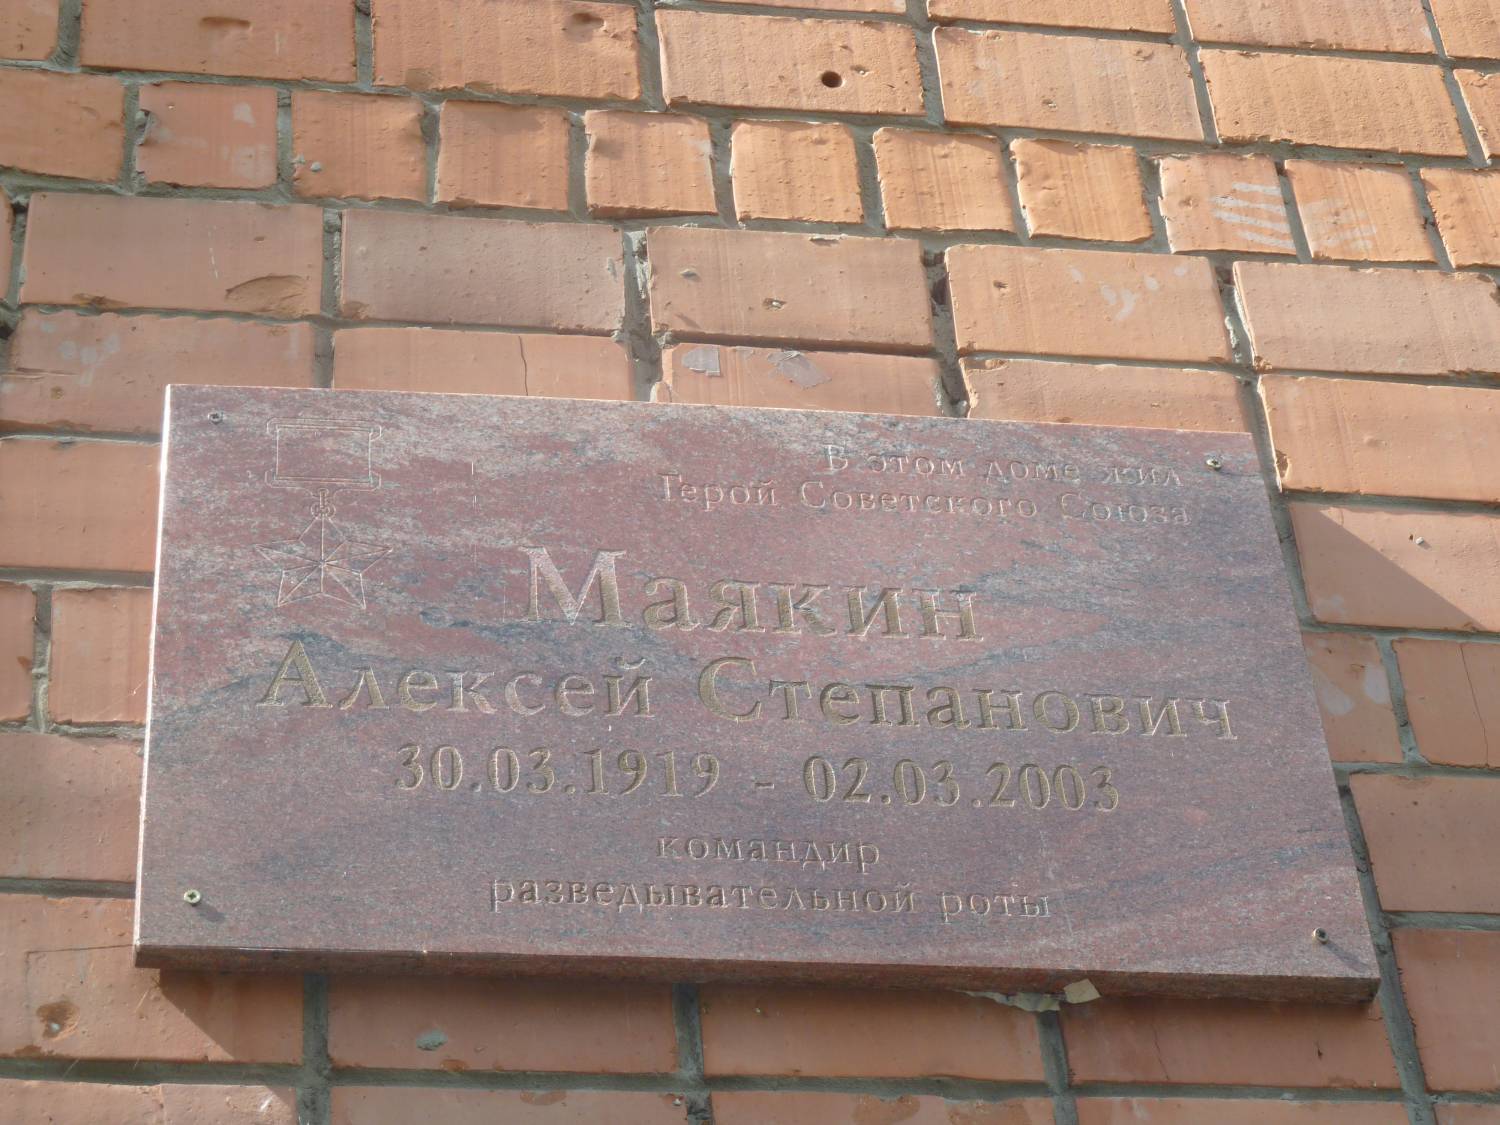 В этом доме жил
Герой Советского Союза
Маякин
Алексей Степанович
30.03.1919 - 02.03.2003
командир
разведывательной роты